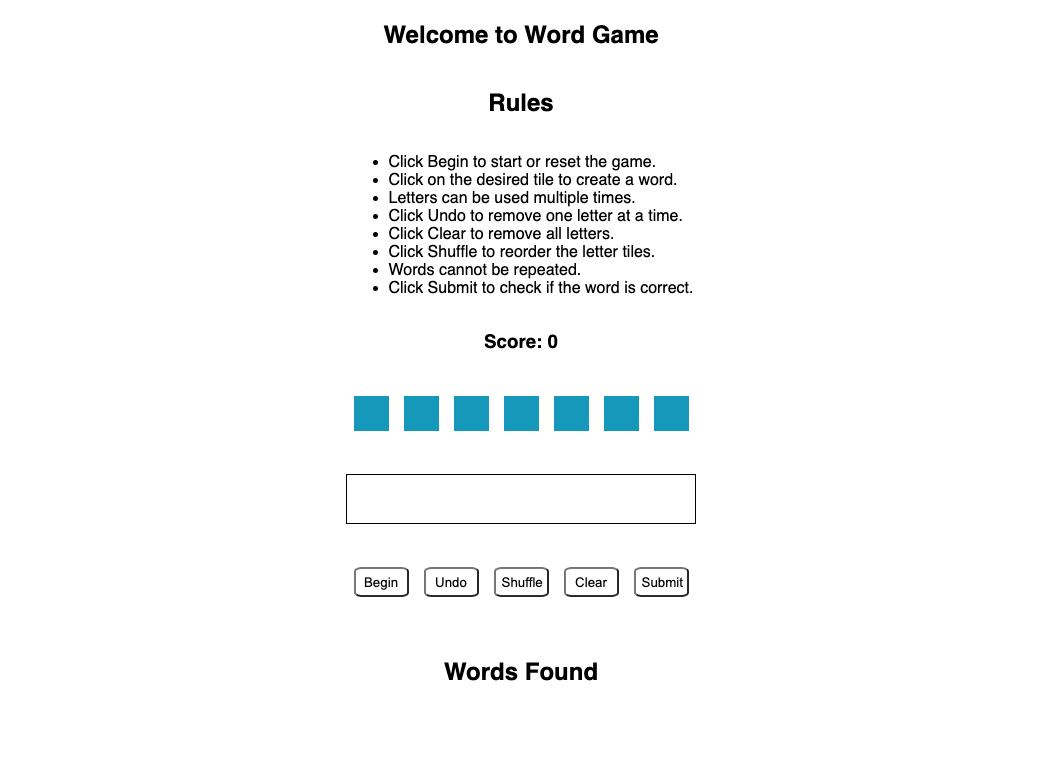 Welcome to Word Game
Rules
• Click Begin to start or reset the game.
• Click on the desired tile to create a word.
• Letters can be used multiple times.
• Click Undo to remove one letter at a time.
• Click Clear to remove all letters.
• Click Shuffle to reorder the letter tiles.
• Words cannot be repeated.
• Click Submit to check if the word is correct.
Score: 0
Begin Undo Shuffle Clear Submit
Words Found